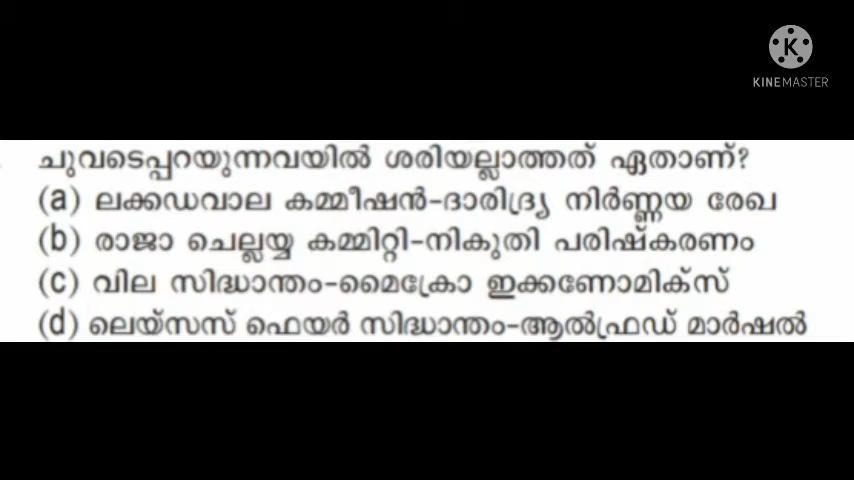 K
KINEMASTER
ചുവടെപ്പറയുന്നവയിൽ ശരിയല്ലാത്തത് ഏതാണ്?
(a) ലക്കഡവാല കമ്മീഷൻ-ദാരിദ്ര്യ നിർണ്ണയ രേഖ
(b) രാജാ ചെല്ലയ്യ കമ്മിറ്റി-നികുതി പരിഷ്കരണം
(c) വില സിദ്ധാന്തം-മൈക്രോ ഇക്കണോമിക്സ്
(d) ലെയ്സസ് ഫെയർ സിദ്ധാന്തം-ആൽഫ്രഡ് മാർഷൽ